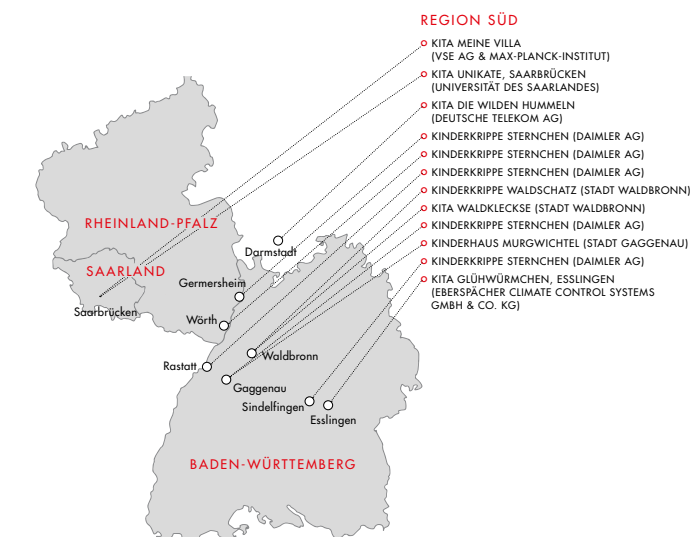 REGION SÜD
KITA MEINE VILLA
(VSE AG & MAX-PLANCK-INSTITUT)
KITA UNIKATE, SAARBRÜCKEN
(UNIVERSITÄT DES SAARLANDES)
KITA DIE WILDEN HUMMELN
(DEUTSCHE TELEKOM AG)
KINDERKRIPPE STERNCHEN (DAIMLER AG)
KINDERKRIPPE STERNCHEN (DAIMLER AG)
KINDERKRIPPE STERNCHEN (DAIMLER AG)
KINDERKRIPPE WALDSCHATZ (STADT WALDBRONN)
KITA WALDKLECKSE (STADT WALDBRONN)
KINDERKRIPPE STERNCHEN (DAIMLER AG)
KINDERHAUS MURGWICHTEL (STADT GAGGENAU)
KINDERKRIPPE STERNCHEN (DAIMLER AG)
KITA GLÜHWÜRMCHEN, ESSLINGEN
(EBERSPÄCHER CLIMATE CONTROL SYSTEMS
GMBH & CO. KG)
RHEINLAND-PFALZ
Darmstadt
SAARLAND
Germersheim
Saarbrücken
Wörth
Waldbronn
Rastatt
Gaggenau
Sindelfingen
Esslingen
BADEN-WÜRTTEMBERG